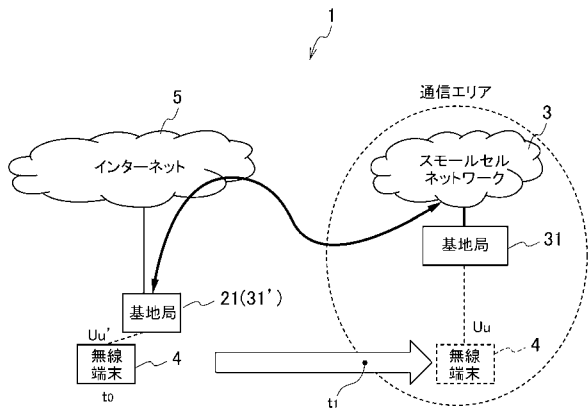 1
通信エリア
5
3
インターネット
スモールセル
ネットワーク
基地局
31
基地局
21(31')
Uu'
Uu
無線
端末
4
4
無線
端末
t0
t1